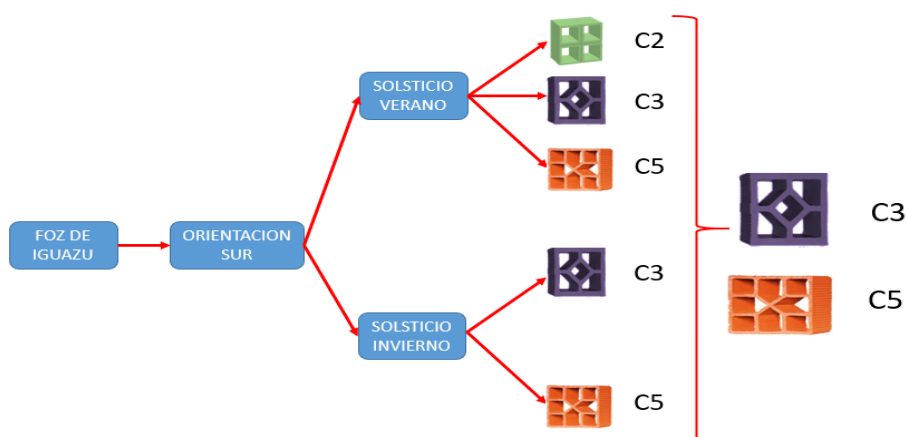 FOZ DE
IGUAZU
ORIENTACION
SUR
SOLSTICIO
VERANO
C2
C3
C5
SOLSTICIO
INVIERNO
C3
C5
C3
C5